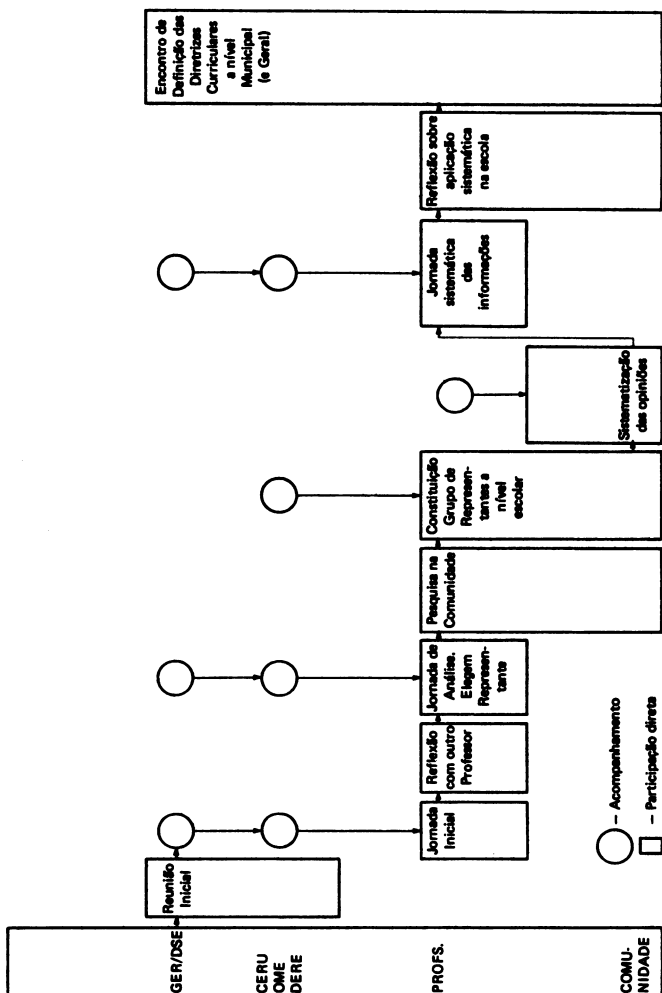 GER/DSE
CERU
OME
DERE
PROFS.
COMU-
NIDADE
Reunião
Inicial
Jornada
Inicial
Reflexão
com outro
Professor
Jornada de
Análise.
Elegem
Represen-
tante
Pesquisa na
Comunidade
Constituição
Grupo de
Represen-
tantes a
nível
escolar
Sistematização
das opiniões
Jornada
sistemática
das
informações
Reflexão sobre
aplicação
sistemática
na escola
Encontro de
Definição das
Diretrizes
Curriculares
a nível
Municipal
(e Geral)
– Acompanhamento
– Participação direta